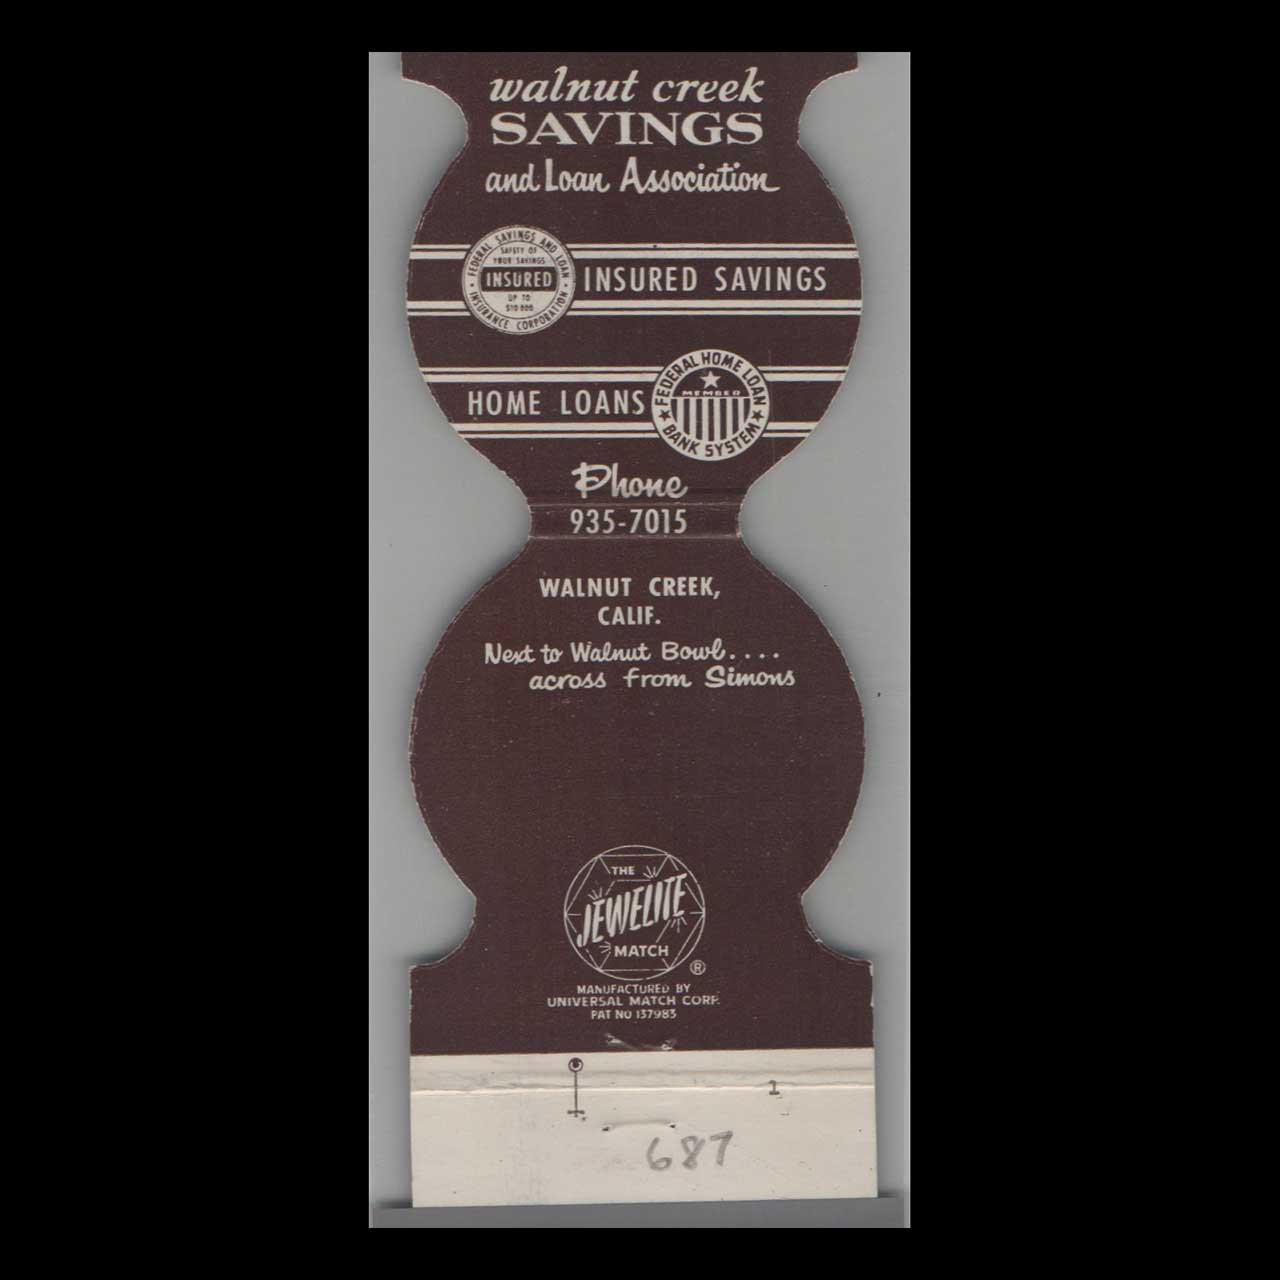 walnut creek
SAVINGS
and Loan Association
FEDERAL SAVINGS AND LOAN
INSURANCE CORPORATION
SAFETY OF
YOUR SAVINGS
INSURED
UP TO
$10 000
INSURED SAVINGS
HOME LOANS
FEDERAL HOME LOAN
MEMBER
BANK SYSTEM
Phone
935-7015
WALNUT CREEK,
CALIF.
Next to Walnut Bowl....
across from Simons
THE
JEWELITE
MATCH
®
MANUFACTURED BY
UNIVERSAL MATCH CORP.
PAT NO 137983
1
687